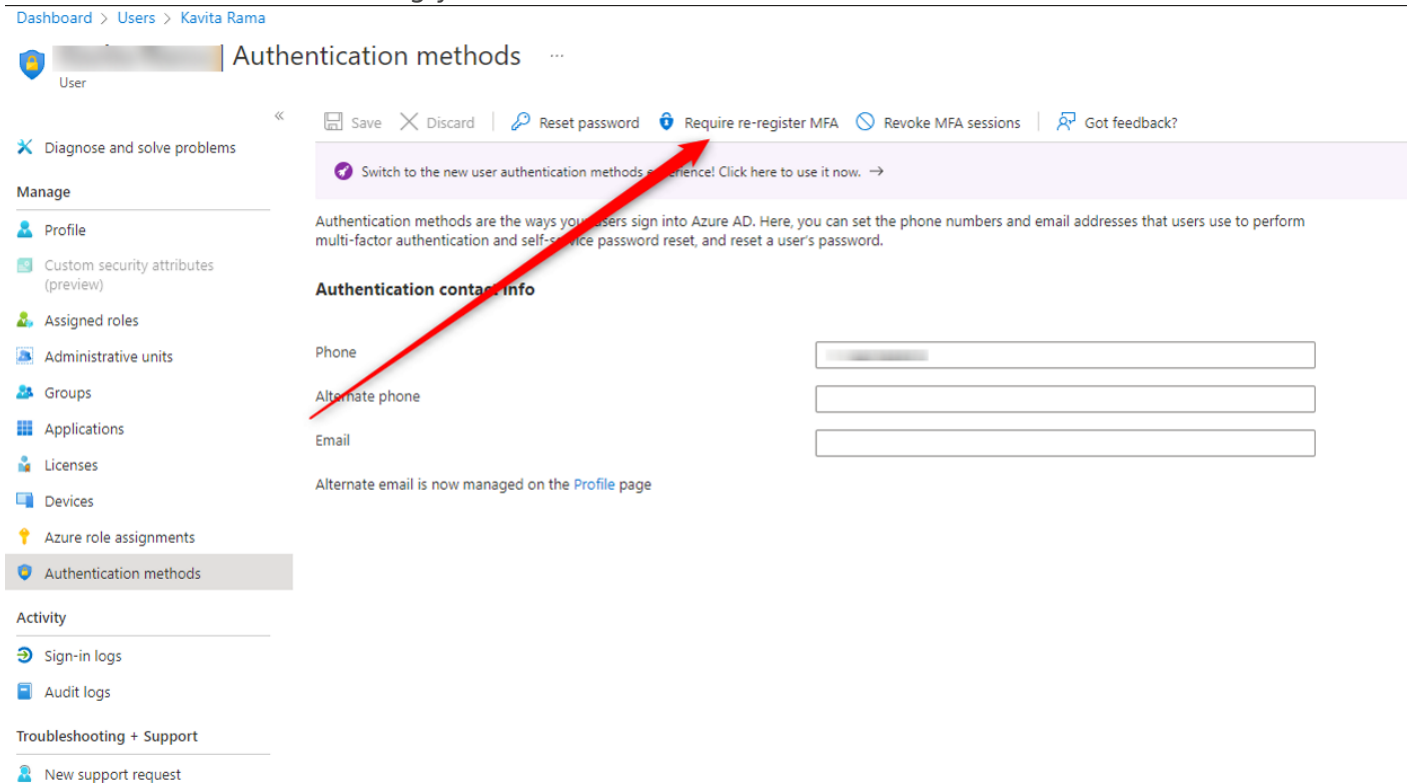 Dashboard > Users > Kavita Rama
Authentication methods ...
User
Save Discard Reset password Require re-register MFA Revoke MFA sessions Got feedback?
Diagnose and solve problems
Switch to the new user authentication methods experience! Click here to use it now. →
Manage
Profile
Custom security attributes
(preview)
Assigned roles
Administrative units
Groups
Applications
Licenses
Devices
Azure role assignments
Authentication methods
Activity
Sign-in logs
Audit logs
Troubleshooting + Support
New support request
Authentication methods are the ways your users sign into Azure AD. Here, you can set the phone numbers and email addresses that users use to perform
multi-factor authentication and self-service password reset, and reset a user's password.
Authentication contact info
Phone
Alternate phone
Email
Alternate email is now managed on the Profile page